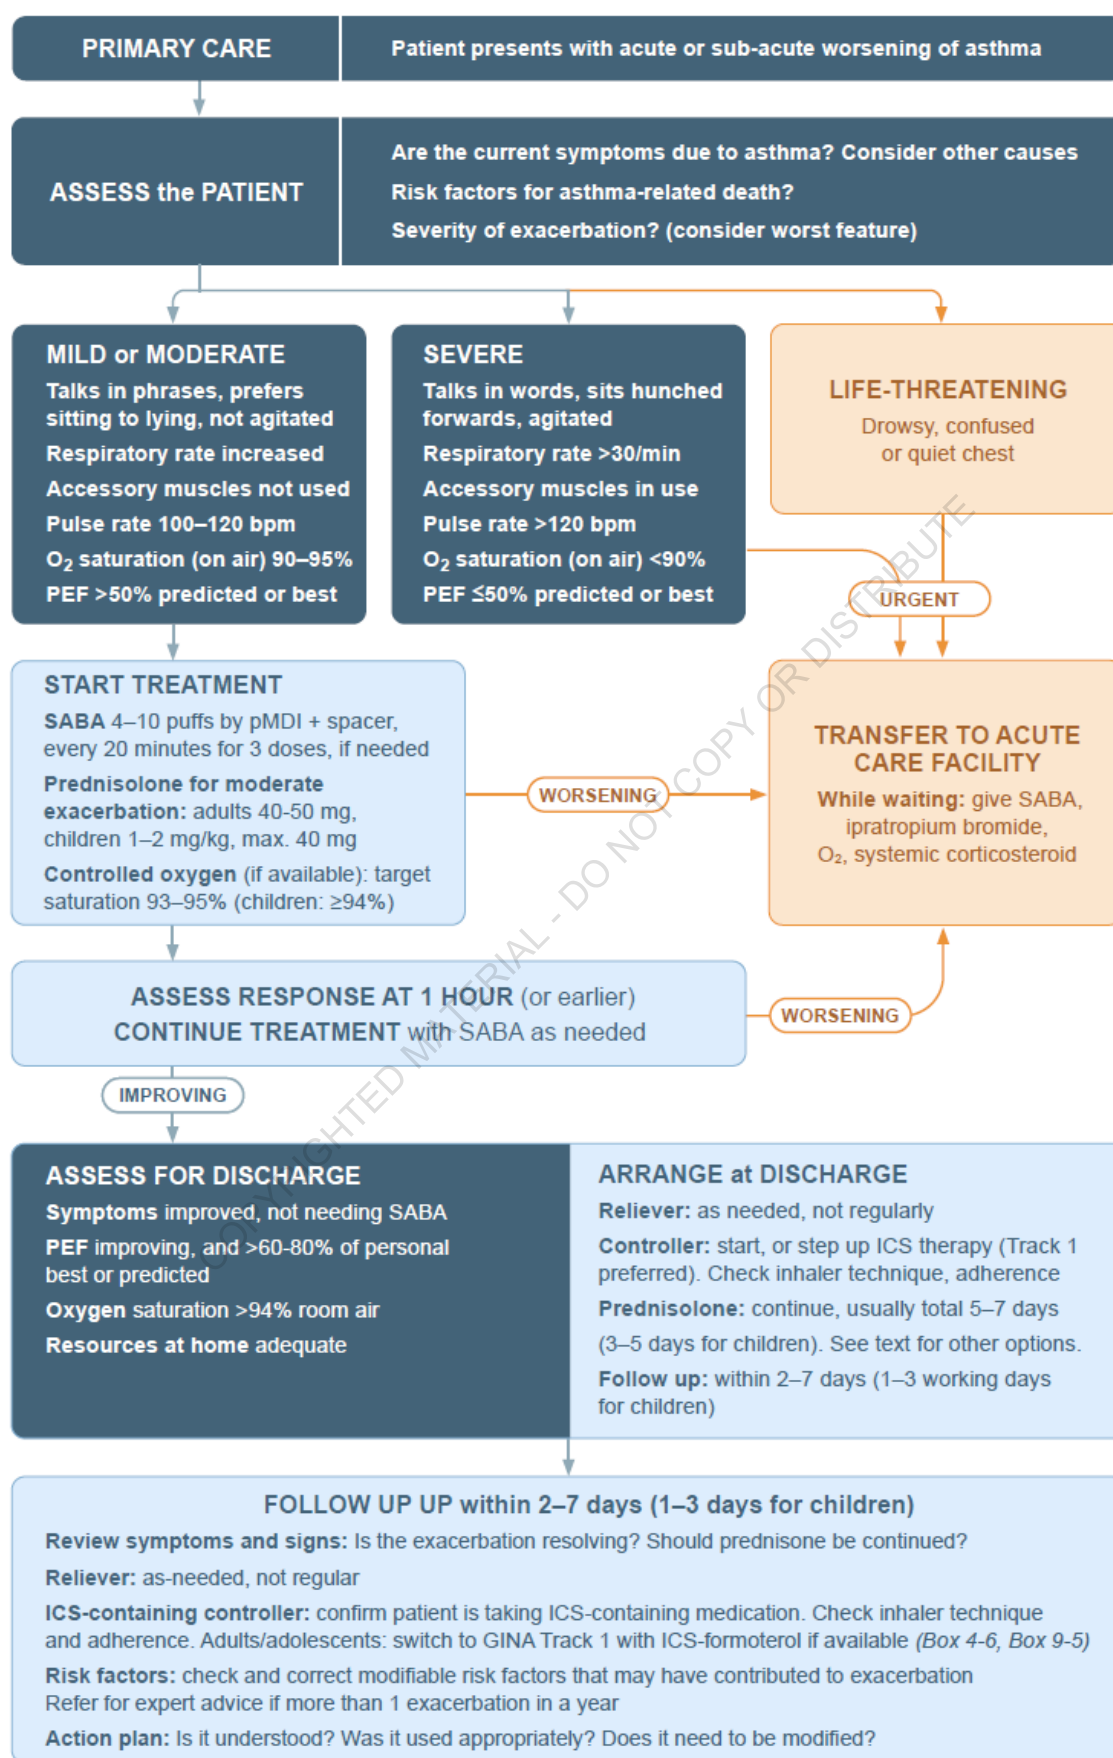 PRIMARY CARE
Patient presents with acute or sub-acute worsening of asthma
ASSESS the PATIENT
Are the current symptoms due to asthma? Consider other causes
Risk factors for asthma-related death?
Severity of exacerbation? (consider worst feature)
MILD or MODERATE
Talks in phrases, prefers
sitting to lying, not agitated
Respiratory rate increased
Accessory muscles not used
Pulse rate 100–120 bpm
O₂ saturation (on air) 90–95%
PEF >50% predicted or best
SEVERE
Talks in words, sits hunched
forwards, agitated
Respiratory rate >30/min
Accessory muscles in use
Pulse rate >120 bpm
O₂ saturation (on air) <90%
PEF ≤50% predicted or best
LIFE-THREATENING
Drowsy, confused
or quiet chest
URGENT
START TREATMENT
SABA 4–10 puffs by pMDI + spacer,
every 20 minutes for 3 doses, if needed
Prednisolone for moderate
exacerbation: adults 40-50 mg,
children 1–2 mg/kg, max. 40 mg
Controlled oxygen (if available): target
saturation 93–95% (children: ≥94%)
WORSENING
TRANSFER TO ACUTE
CARE FACILITY
While waiting: give SABA,
ipratropium bromide,
O₂, systemic corticosteroid
ASSESS RESPONSE AT 1 HOUR (or earlier)
CONTINUE TREATMENT with SABA as needed
WORSENING
IMPROVING
ASSESS FOR DISCHARGE
Symptoms improved, not needing SABA
PEF improving, and >60-80% of personal
best or predicted
Oxygen saturation >94% room air
Resources at home adequate
ARRANGE at DISCHARGE
Reliever: as needed, not regularly
Controller: start, or step up ICS therapy (Track 1
preferred). Check inhaler technique, adherence
Prednisolone: continue, usually total 5–7 days
(3–5 days for children). See text for other options.
Follow up: within 2–7 days (1–3 working days
for children)
FOLLOW UP UP within 2–7 days (1–3 days for children)
Review symptoms and signs: Is the exacerbation resolving? Should prednisone be continued?
Reliever: as-needed, not regular
ICS-containing controller: confirm patient is taking ICS-containing medication. Check inhaler technique
and adherence. Adults/adolescents: switch to GINA Track 1 with ICS-formoterol if available (Box 4-6, Box 9-5)
Risk factors: check and correct modifiable risk factors that may have contributed to exacerbation
Refer for expert advice if more than 1 exacerbation in a year
Action plan: Is it understood? Was it used appropriately? Does it need to be modified?
COPYRIGHTED MATERIAL - DO NOT COPY OR DISTRIBUTE